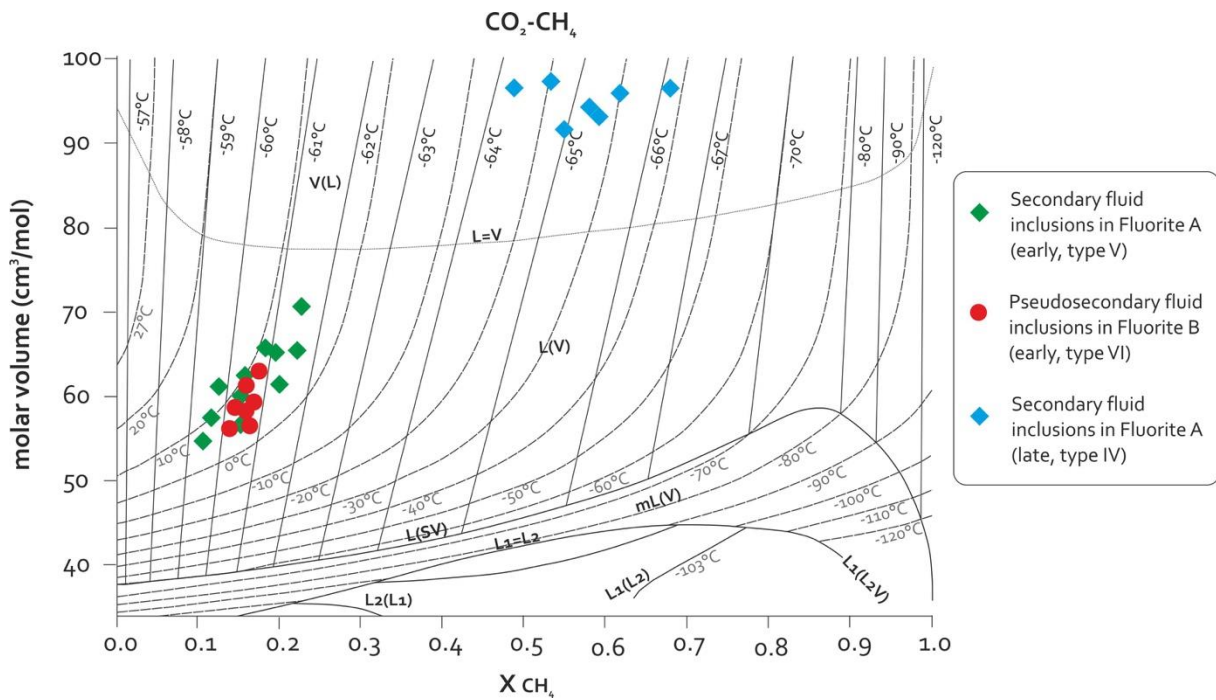 CO₂-CH₄
molar volume (cm³/mol)
100
90
80
70
60
50
40
-57°C
-58°C
-59°C
-60°C
-61°C
-62°C
-63°C
-64°C
-65°C
-66°C
-67°C
-70°C
-80°C
-90°C
-120°C
V(L)
L=V
L(V)
27°C
20°C
10°C
0°C
-10°C
-20°C
-30°C
-40°C
-50°C
-60°C
-70°C
-80°C
-90°C
-100°C
-110°C
-120°C
L(SV)
mL(V)
L1=L2
L2(L1)
L1(L2)
-103°C
L1(L2V)
0.0
0.1
0.2
0.3
0.4
0.5
0.6
0.7
0.8
0.9
1.0
X CH₄
Secondary fluid
inclusions in Fluorite A
(early, type V)
Pseudosecondary fluid
inclusions in Fluorite B
(early, type VI)
Secondary fluid
inclusions in Fluorite A
(late, type IV)